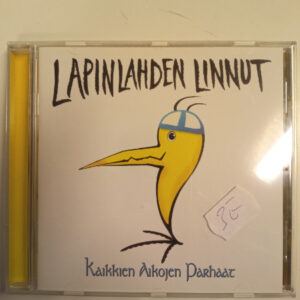 LAPINLAHDEN LINNUT
Kaikkien Aikojen Parhaat